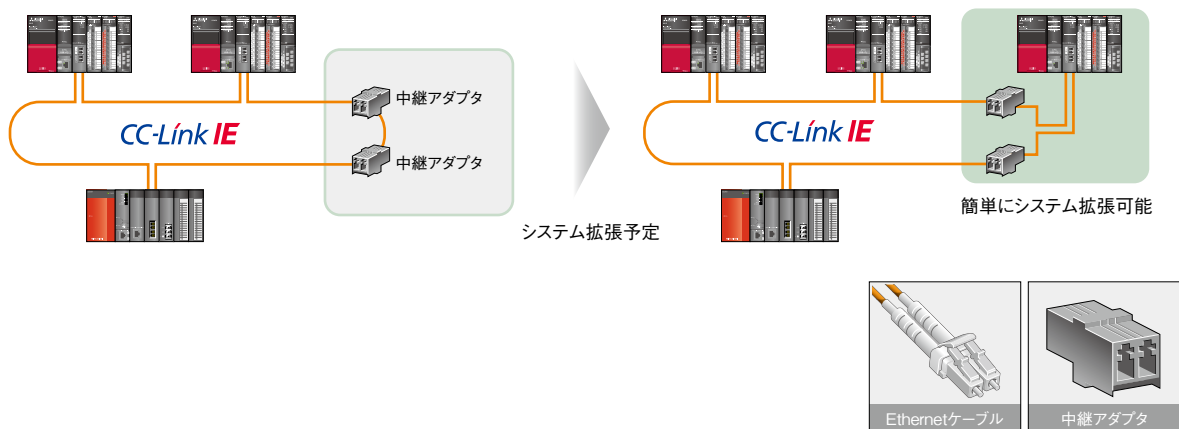 中継アダプタ
CC-Link IE
中継アダプタ
システム拡張予定
CC-Link IE
簡単にシステム拡張可能
Ethernetケーブル
中継アダプタ